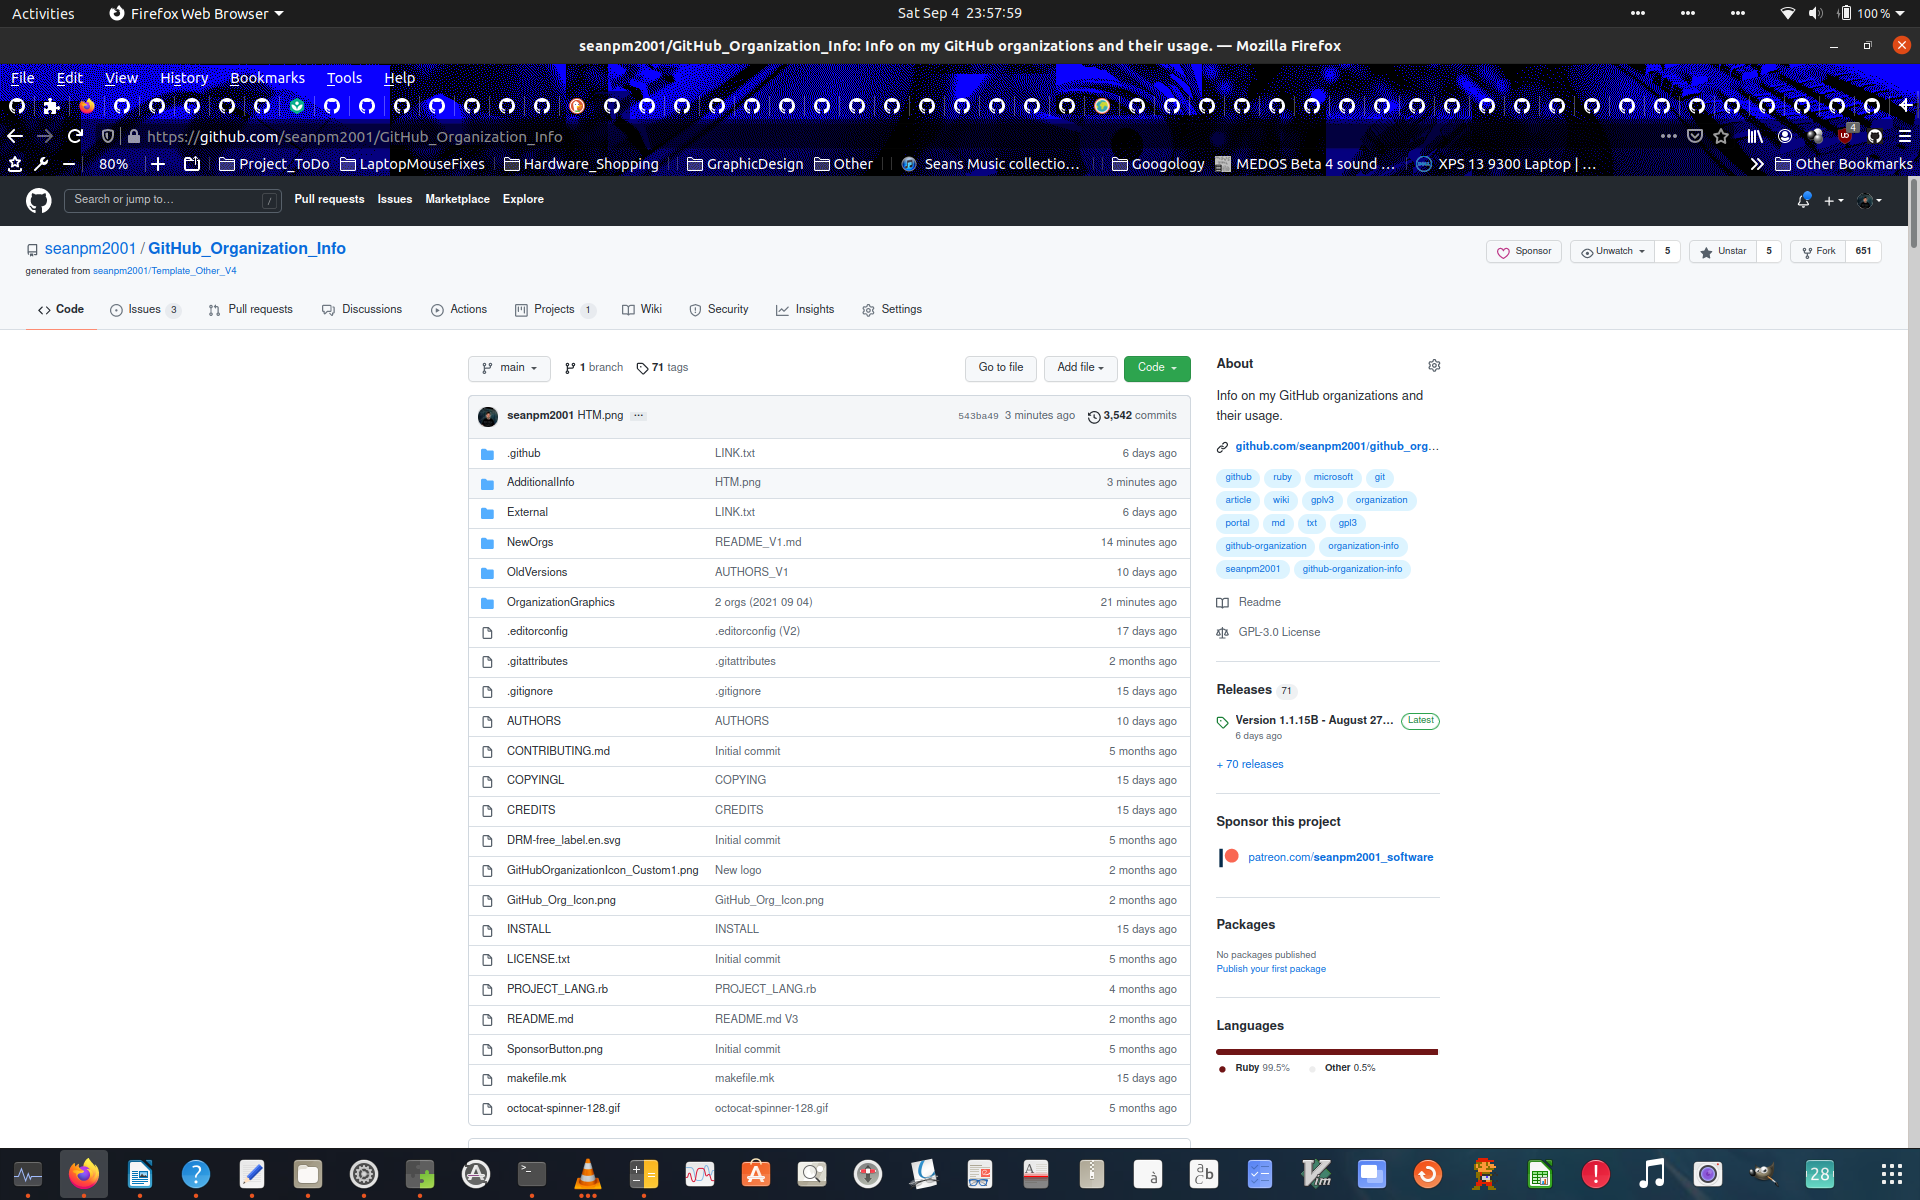 Activities Firefox Web Browser Sat Sep 4 23:57:59 100 %
seanpm2001/GitHub_Organization_Info: Info on my GitHub organizations and their usage. — Mozilla Firefox
File Edit View History Bookmarks Tools Help
https://github.com/seanpm2001/GitHub_Organization_Info 4
80% Project_ToDo LaptopMouseFixes Hardware_Shopping GraphicDesign Other Seans Music collectio… Googology MEDOS Beta 4 sound … XPS 13 9300 Laptop | … Other Bookmarks
Search or jump to… / Pull requests Issues Marketplace Explore
seanpm2001 / GitHub_Organization_Info Sponsor Unwatch 5 Unstar 5 Fork 651
generated from seanpm2001/Template_Other_V4
Code Issues 3 Pull requests Discussions Actions Projects 1 Wiki Security Insights Settings
main 1 branch 71 tags Go to file Add file Code
seanpm2001 HTM.png ... 543ba49 3 minutes ago 3,542 commits
.github LINK.txt 6 days ago
AdditionalInfo HTM.png 3 minutes ago
External LINK.txt 6 days ago
NewOrgs README_V1.md 14 minutes ago
OldVersions AUTHORS_V1 10 days ago
OrganizationGraphics 2 orgs (2021 09 04) 21 minutes ago
.editorconfig .editorconfig (V2) 17 days ago
.gitattributes .gitattributes 2 months ago
.gitignore .gitignore 15 days ago
AUTHORS AUTHORS 10 days ago
CONTRIBUTING.md Initial commit 5 months ago
COPYINGL COPYING 15 days ago
CREDITS CREDITS 15 days ago
DRM-free_label.en.svg Initial commit 5 months ago
GitHubOrganizationIcon_Custom1.png New logo 2 months ago
GitHub_Org_Icon.png GitHub_Org_Icon.png 2 months ago
INSTALL INSTALL 15 days ago
LICENSE.txt Initial commit 5 months ago
PROJECT_LANG.rb PROJECT_LANG.rb 4 months ago
README.md README.md V3 2 months ago
SponsorButton.png Initial commit 5 months ago
makefile.mk makefile.mk 15 days ago
octocat-spinner-128.gif octocat-spinner-128.gif 5 months ago
About
Info on my GitHub organizations and
their usage.
github.com/seanpm2001/github_org…
github ruby microsoft git
article wiki gplv3 organization
portal md txt gpl3
github-organization organization-info
seanpm2001 github-organization-info
Readme
GPL-3.0 License
Releases 71
Version 1.1.15B - August 27… Latest
6 days ago
+ 70 releases
Sponsor this project
patreon.com/seanpm2001_software
Packages
No packages published
Publish your first package
Languages
Ruby 99.5% Other 0.5%
28